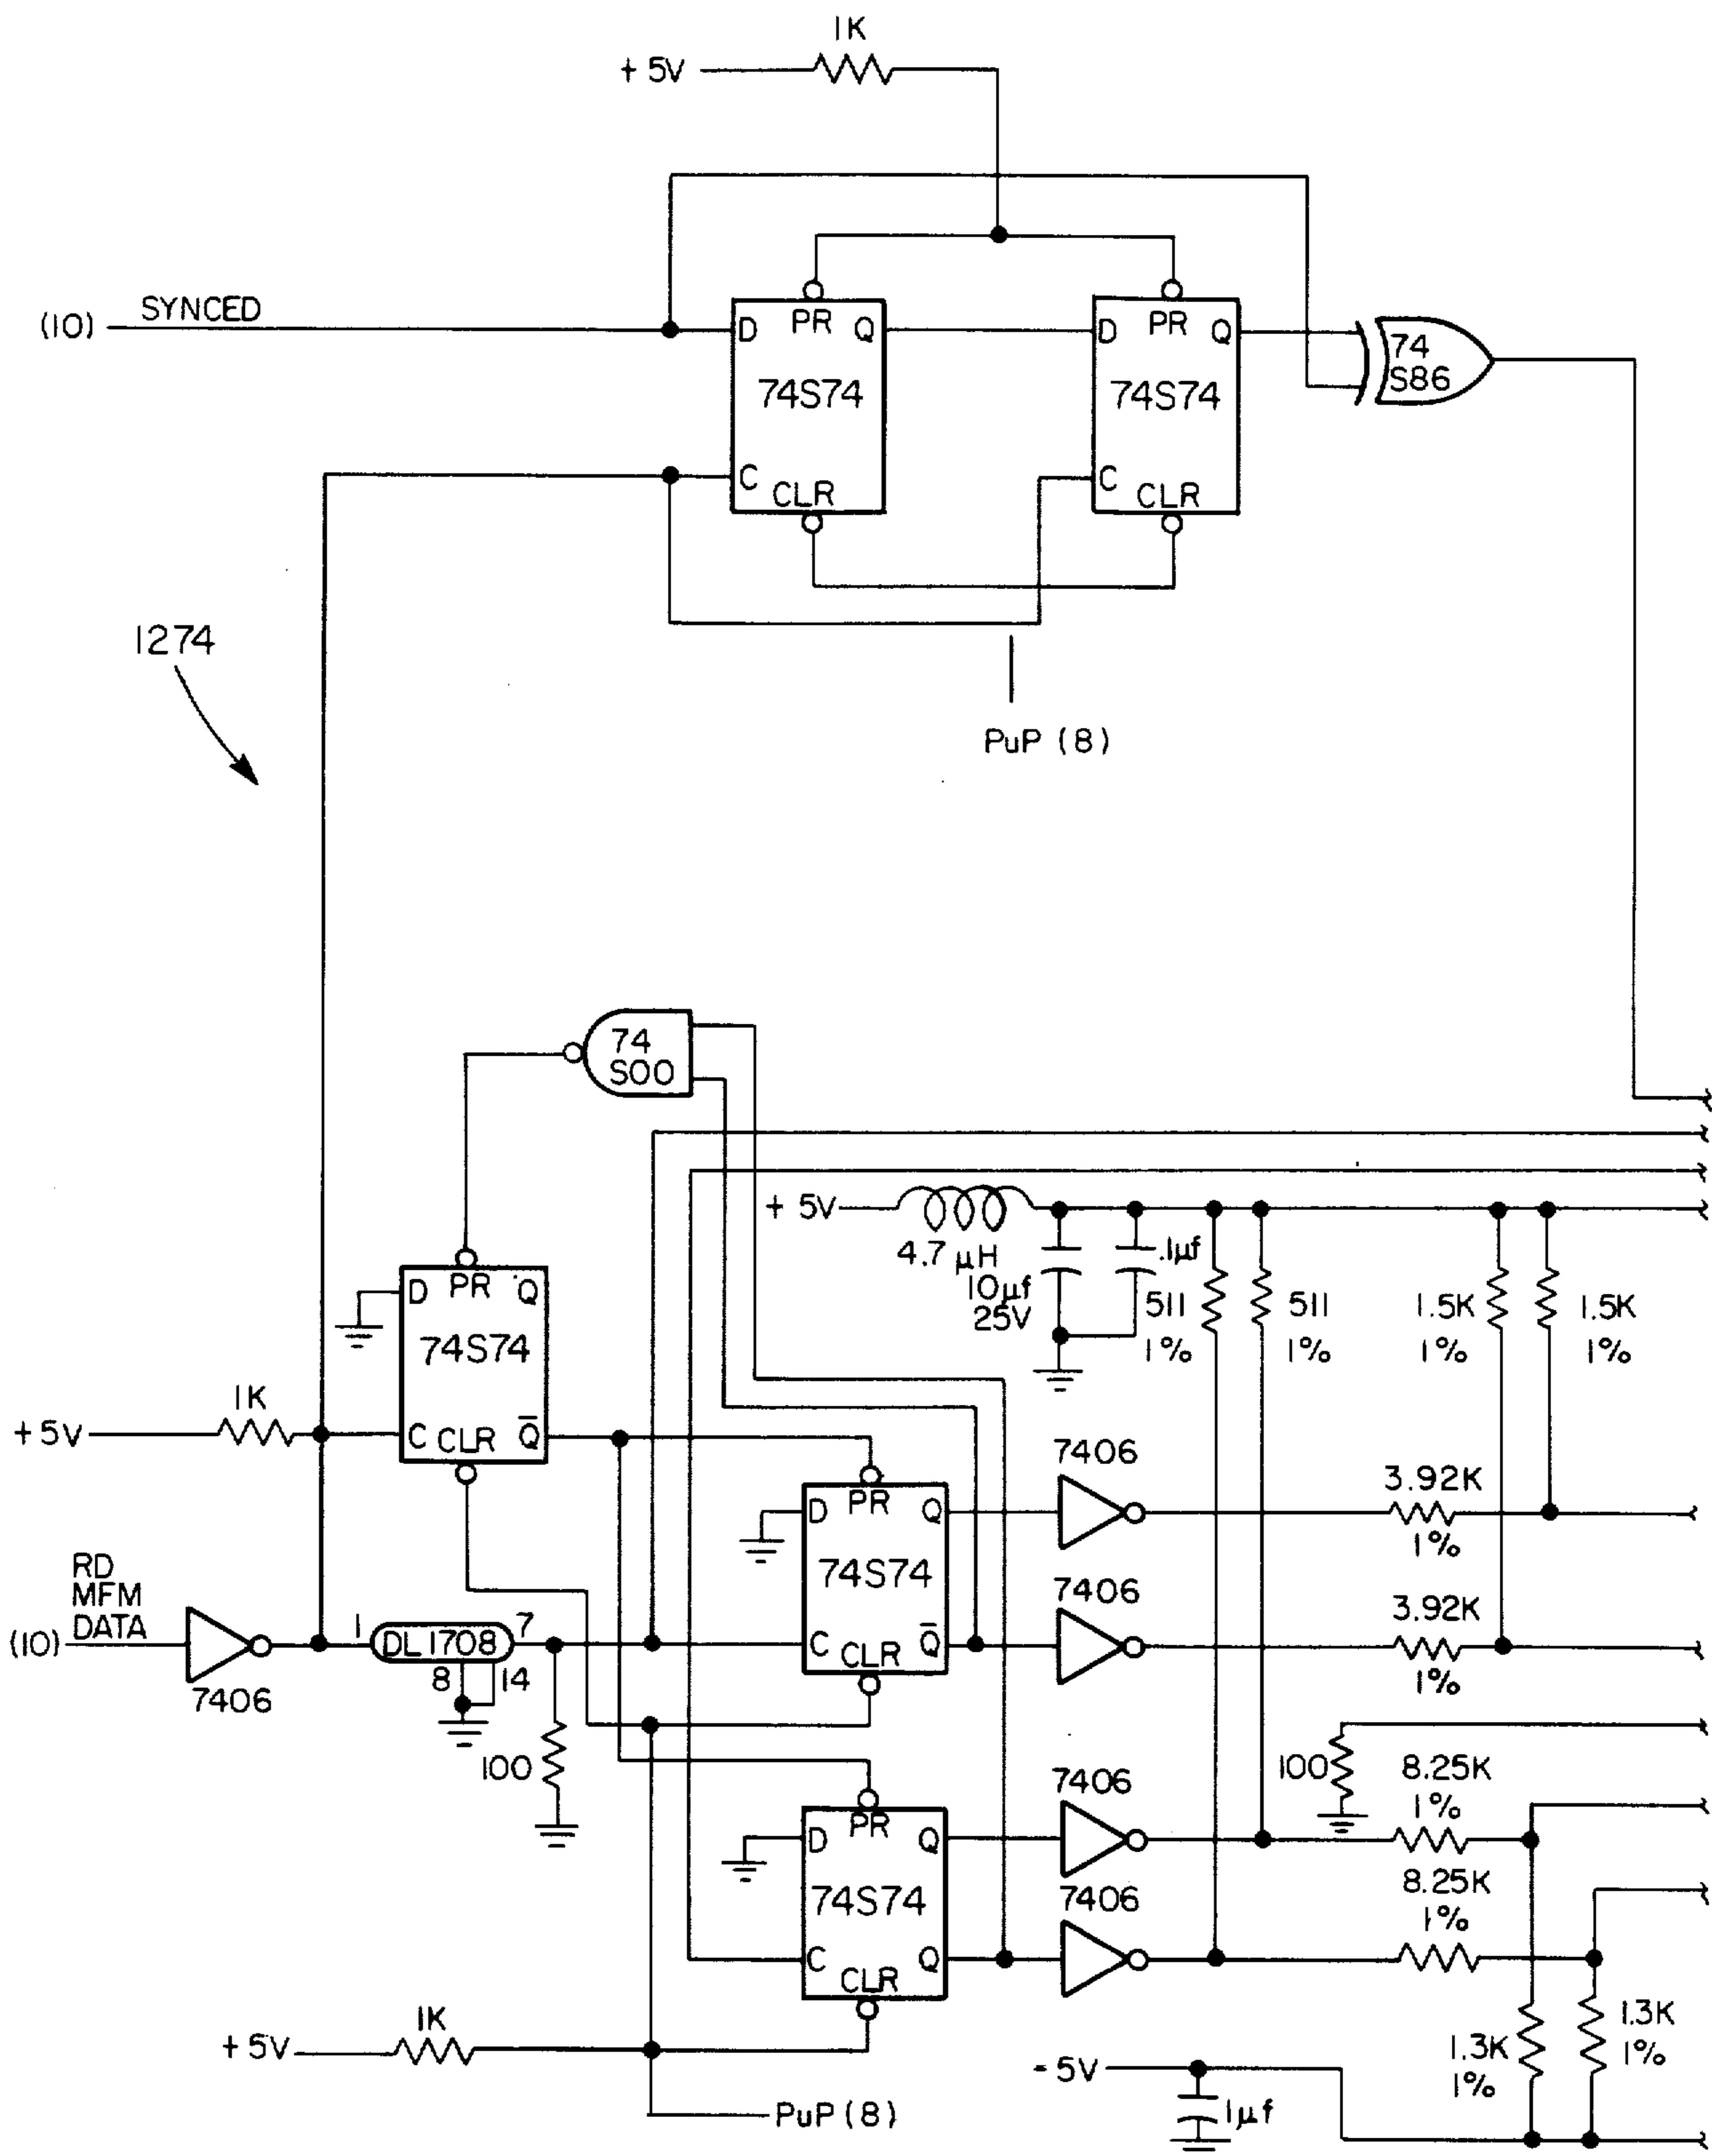 1K
+ 5V
(10) SYNCED
D PR Q
74S74
C CLR
D PR Q
74S74
C CLR
74
S86
1274
PuP (8)
74
S00
+ 5V
4.7 µH
10µf
25V
.1µf
511
1%
511
1%
1.5K
1%
1.5K
1%
D PR Q
74S74
C CLR Q̅
1K
+5V
RD
MFM
DATA
(10)
7406
1 DL1708 7
8 14
100
D PR Q
74S74
C CLR Q̅
7406
3.92K
1%
7406
3.92K
1%
100
D PR Q
74S74
C CLR Q
7406
8.25K
1%
7406
8.25K
1%
1K
+ 5V
PuP (8)
- 5V
1µf
1.3K
1%
1.3K
1%